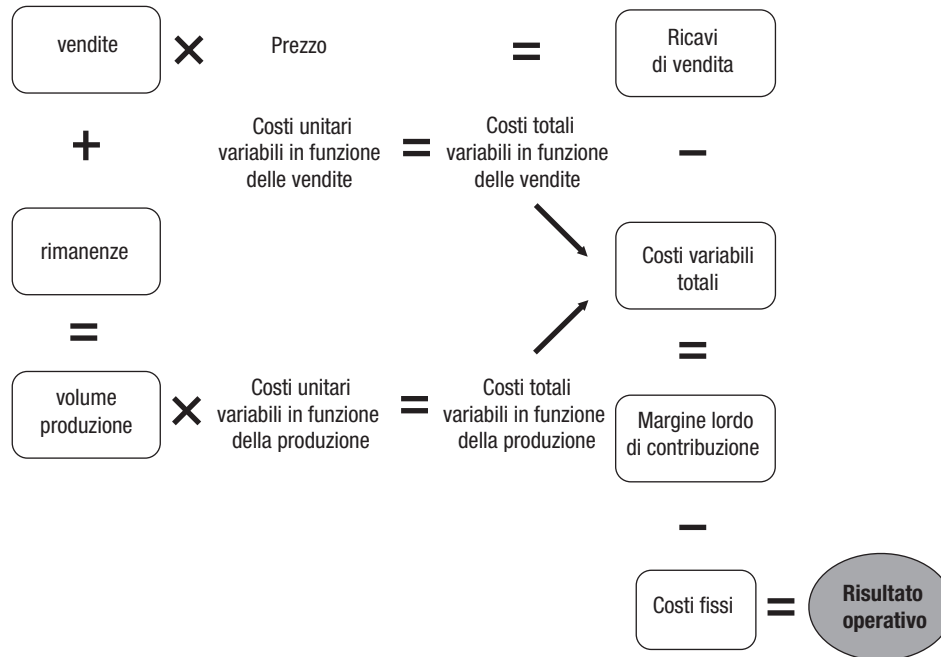 vendite
×
Prezzo
=
Ricavi
di vendita
+
Costi unitari
variabili in funzione
delle vendite
=
Costi totali
variabili in funzione
delle vendite
–
rimanenze
Costi variabili
totali
=
=
volume
produzione
×
Costi unitari
variabili in funzione
della produzione
=
Costi totali
variabili in funzione
della produzione
Margine lordo
di contribuzione
–
Costi fissi
=
Risultato
operativo